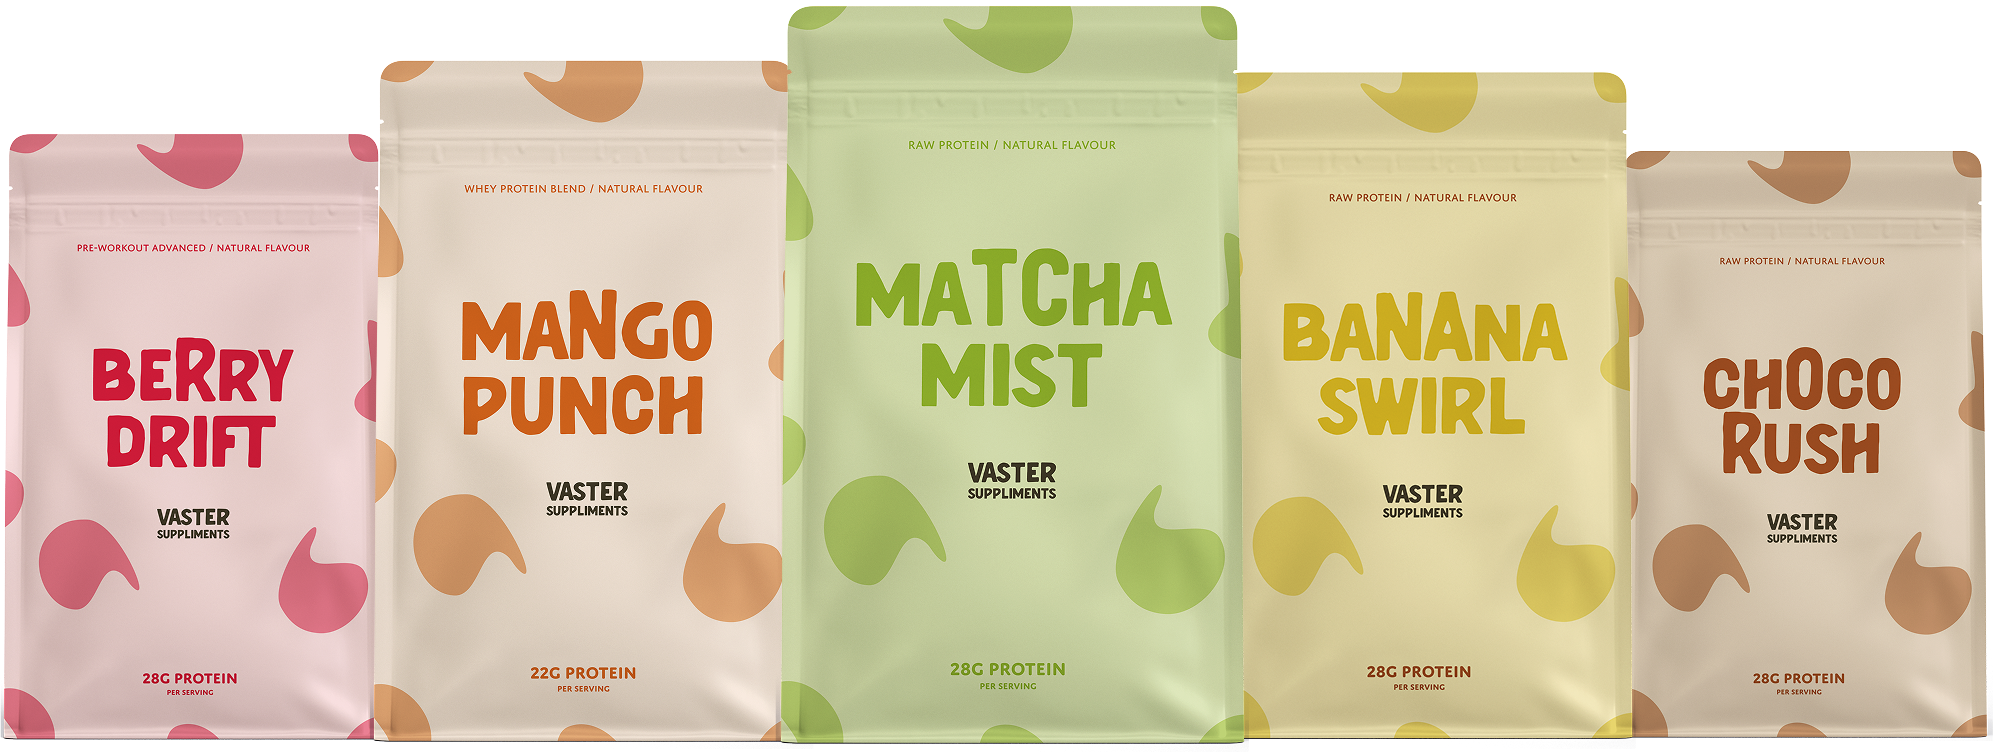 PRE-WORKOUT ADVANCED / NATURAL FLAVOUR
BERRY
DRIFT
VASTER
SUPPLIMENTS
28G PROTEIN
PER SERVING
WHEY PROTEIN BLEND / NATURAL FLAVOUR
MANGO
PUNCH
VASTER
SUPPLIMENTS
22G PROTEIN
PER SERVING
RAW PROTEIN / NATURAL FLAVOUR
MATCHA
MIST
VASTER
SUPPLIMENTS
28G PROTEIN
PER SERVING
RAW PROTEIN / NATURAL FLAVOUR
BANANA
SWIRL
VASTER
SUPPLIMENTS
28G PROTEIN
PER SERVING
RAW PROTEIN / NATURAL FLAVOUR
CHOCO
RUSH
VASTER
SUPPLIMENTS
28G PROTEIN
PER SERVING